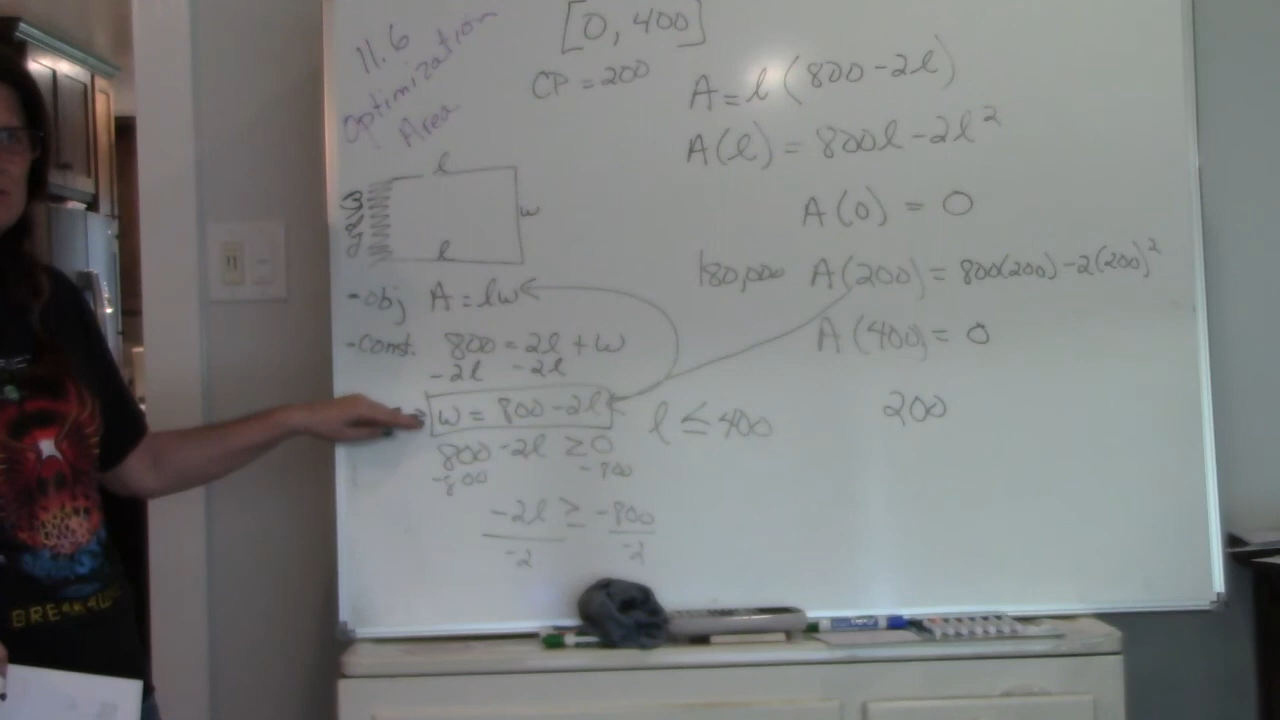 11.6
Optimization
Area
[0, 400]
CP = 200
l
w
l
-obj A = lw
-const. 800 = 2l + w
-2l -2l
w = 800 - 2l
800 - 2l ≥ 0
-800 -800
-2l ≥ -800
-2 -2
l ≤ 400
A = l(800 - 2l)
A(l) = 800l - 2l²
A(0) = 0
180,000 A(200) = 800(200) - 2(200)²
A(400) = 0
200